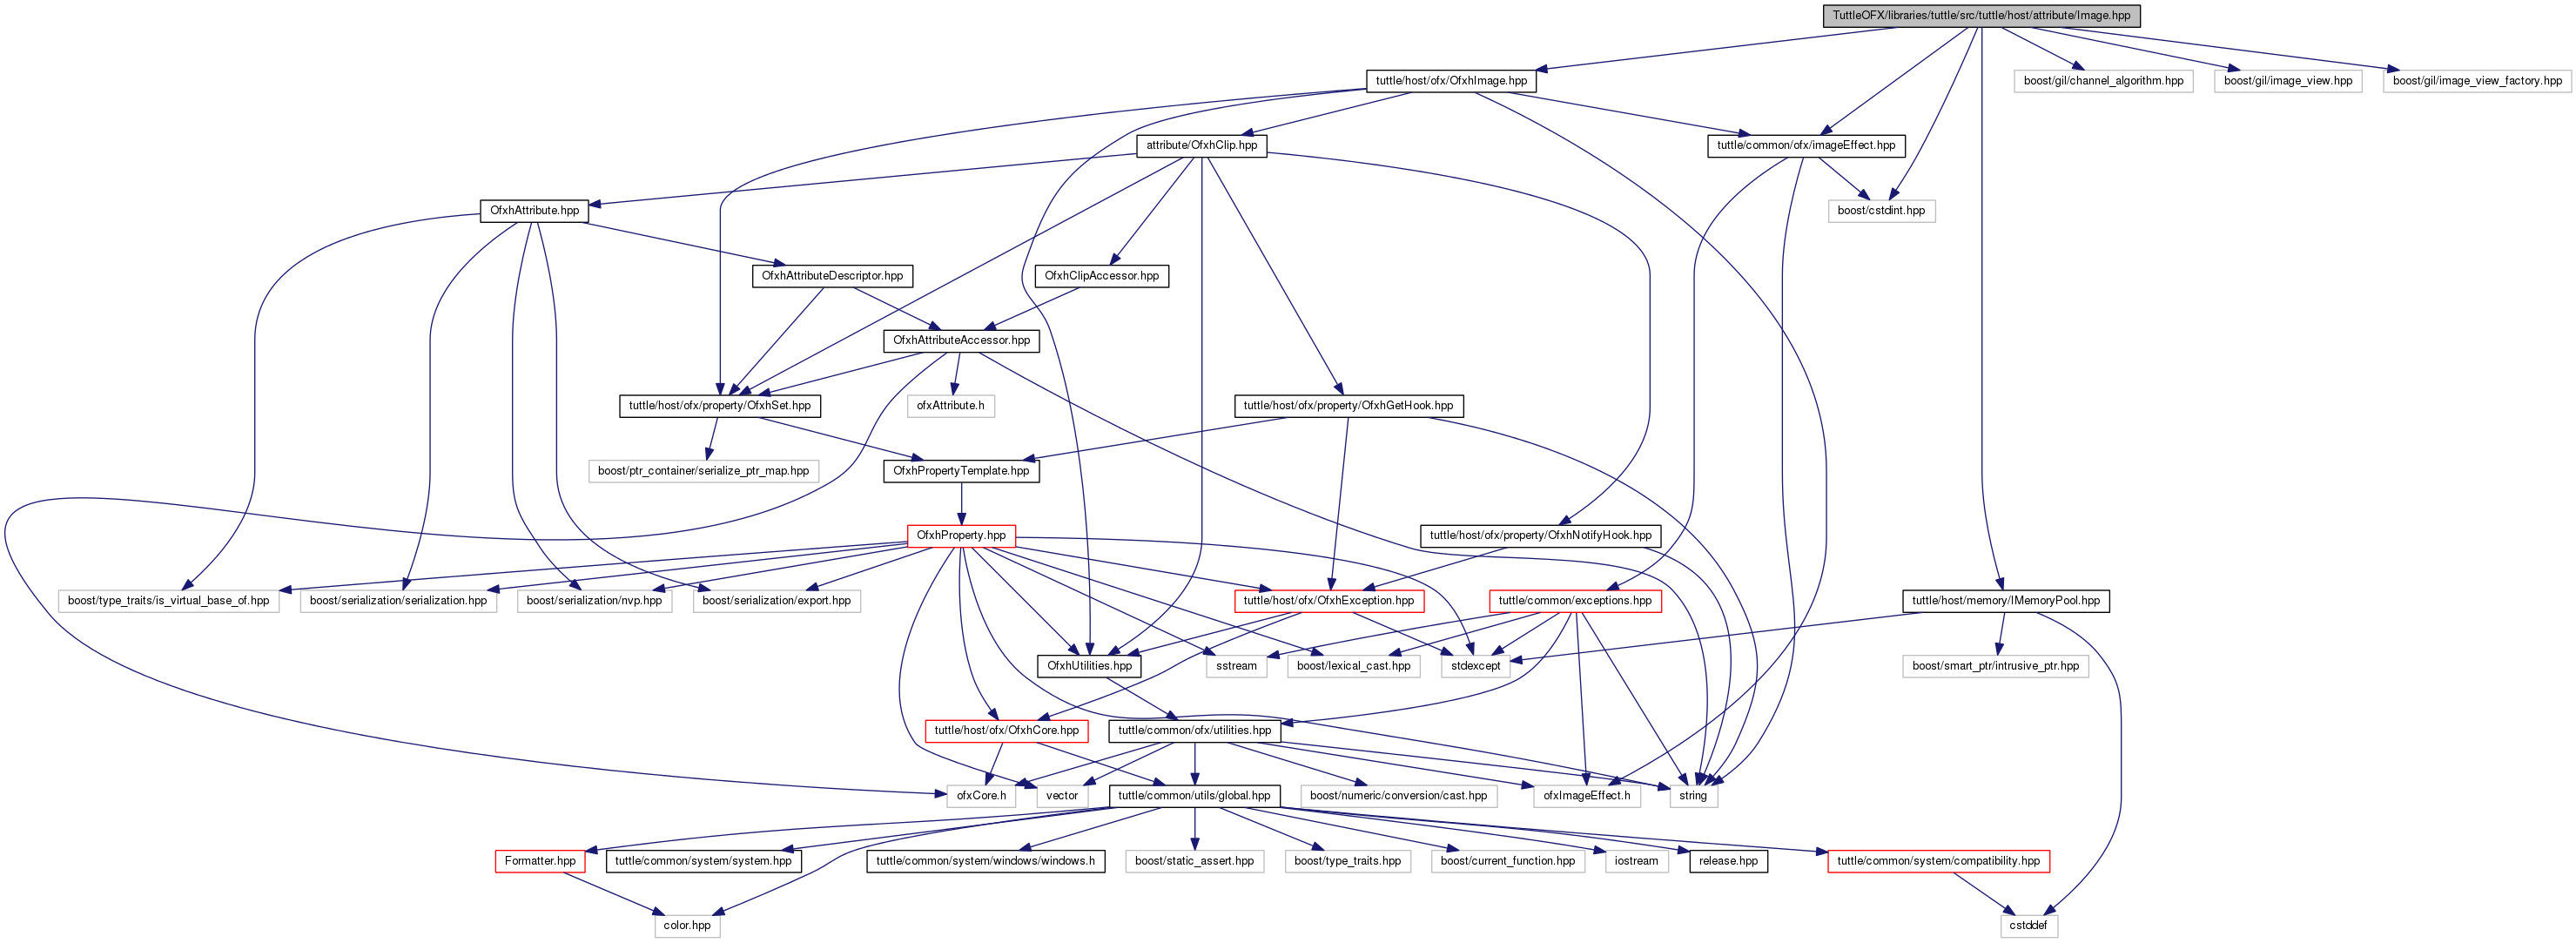 TuttleOFX/libraries/tuttle/src/tuttle/host/attribute/Image.hpp
tuttle/host/ofx/OfxhImage.hpp
boost/gil/channel_algorithm.hpp
boost/gil/image_view.hpp
boost/gil/image_view_factory.hpp
attribute/OfxhClip.hpp
tuttle/common/ofx/imageEffect.hpp
OfxhAttribute.hpp
boost/cstdint.hpp
OfxhAttributeDescriptor.hpp
OfxhClipAccessor.hpp
OfxhAttributeAccessor.hpp
tuttle/host/ofx/property/OfxhSet.hpp
ofxAttribute.h
tuttle/host/ofx/property/OfxhGetHook.hpp
boost/ptr_container/serialize_ptr_map.hpp
OfxhPropertyTemplate.hpp
OfxhProperty.hpp
tuttle/host/ofx/property/OfxhNotifyHook.hpp
boost/type_traits/is_virtual_base_of.hpp
boost/serialization/serialization.hpp
boost/serialization/nvp.hpp
boost/serialization/export.hpp
tuttle/host/ofx/OfxhException.hpp
tuttle/common/exceptions.hpp
tuttle/host/memory/IMemoryPool.hpp
OfxhUtilities.hpp
sstream
boost/lexical_cast.hpp
stdexcept
boost/smart_ptr/intrusive_ptr.hpp
tuttle/host/ofx/OfxhCore.hpp
tuttle/common/ofx/utilities.hpp
ofxCore.h
vector
tuttle/common/utils/global.hpp
boost/numeric/conversion/cast.hpp
ofxImageEffect.h
string
Formatter.hpp
tuttle/common/system/system.hpp
tuttle/common/system/windows/windows.h
boost/static_assert.hpp
boost/type_traits.hpp
boost/current_function.hpp
iostream
release.hpp
tuttle/common/system/compatibility.hpp
color.hpp
cstddef